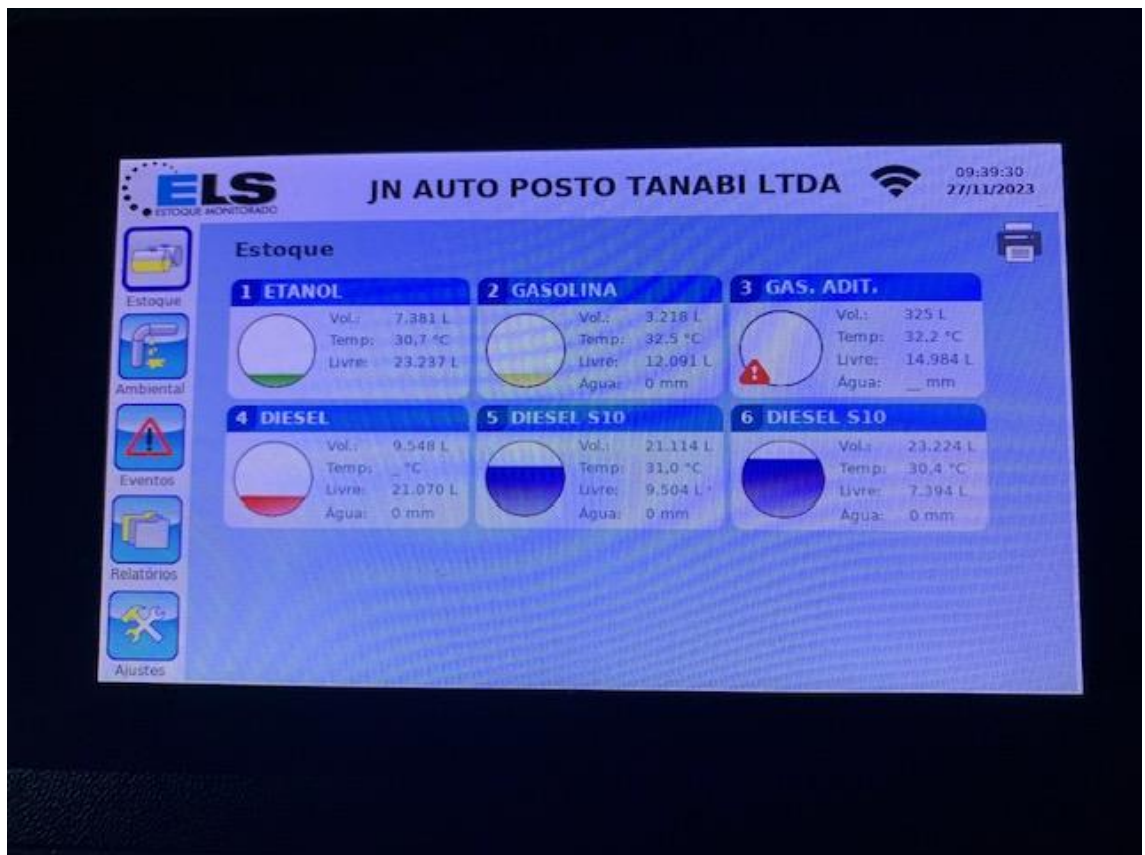 ELS
ESTOQUE MONITORADO
JN AUTO POSTO TANABI LTDA
09:39:30
27/11/2023
Estoque
Estoque
Ambiental
Eventos
Relatórios
Ajustes
1 ETANOL
Vol.: 7.381 L
Temp: 30,7 °C
Livre: 23.237 L
2 GASOLINA
Vol.: 3.218 L
Temp: 32,5 °C
Livre: 12.091 L
Água: 0 mm
3 GAS. ADIT.
Vol.: 325 L
Temp: 32,2 °C
Livre: 14.984 L
Água: __ mm
4 DIESEL
Vol.: 9.548 L
Temp: _ °C
Livre: 21.070 L
Água: 0 mm
5 DIESEL S10
Vol.: 21.114 L
Temp: 31,0 °C
Livre: 9.504 L
Água: 0 mm
6 DIESEL S10
Vol.: 23.224 L
Temp: 30,4 °C
Livre: 7.394 L
Água: 0 mm